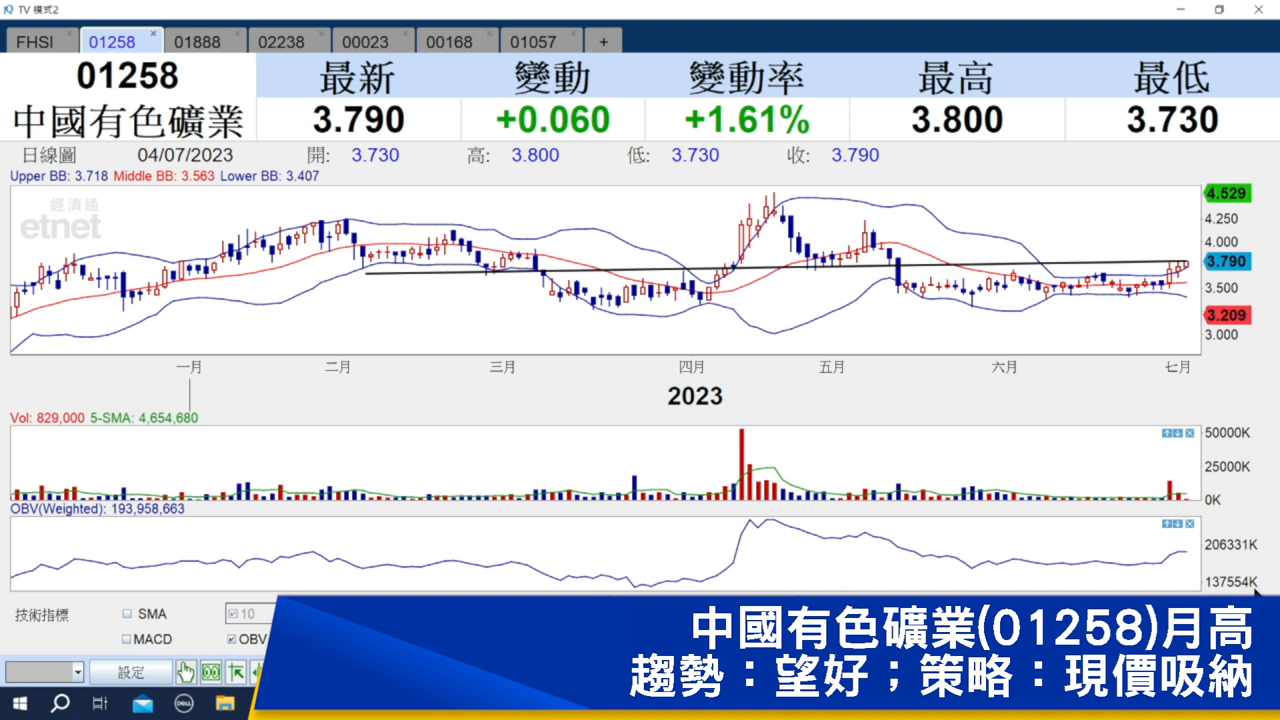 TV 模式2
FHSI 01258 01888 02238 00023 00168 01057 +
01258 最新 變動 變動率 最高 最低
中國有色礦業 3.790 +0.060 +1.61% 3.800 3.730
日線圖 04/07/2023 開: 3.730 高: 3.800 低: 3.730 收: 3.790
Upper BB: 3.718 Middle BB: 3.563 Lower BB: 3.407
經濟通
etnet
4.529
4.250
4.000
3.790
3.500
3.209
3.000
一月 二月 三月 四月 五月 六月 七月
2023
Vol: 829,000 5-SMA: 4,654,680
50000K
25000K
0K
OBV(Weighted): 193,958,663
206331K
137554K
技術指標 SMA 10
MACD OBV
設定
DELL
中國有色礦業(01258)月高
趨勢：望好；策略：現價吸納